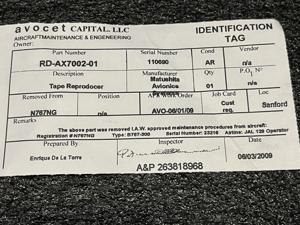 avocet CAPITAL, LLC
AIRCRAFT MAINTENANCE & ENGINEERING
IDENTIFICATION
TAG
Owner:
Part Number
Serial Number
Cond
Vendor
RD-AX7002-01
110690
AR
n/a
Description
Manufacturer
Qty
P.O. N°
Tape Reproducer
Matushita
Avionics
01
n/a
Removed From
Position
Work Order
Job Card
Location
N767NG
n/a
AVO-06/01/09
Cust
req.
Sanford
Remarks
The above part was removed I.A.W. approved maintenance procedures from aircraft:
Registration # N767NG Type: B767-300 Serial Number: 23216 Airline: JAL 129 Operator
Prepared By
Inspector
Date
Enrique De La Torre
06/03/2009
A&P 263818968